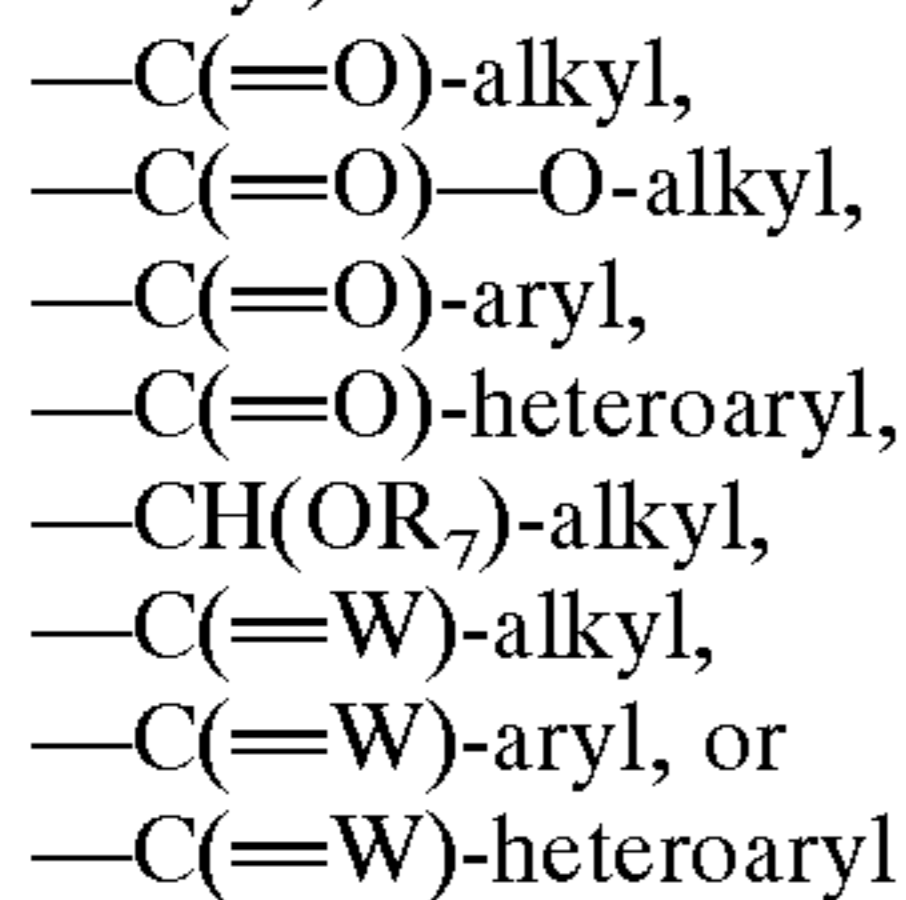 —C(=O)-alkyl,
—C(=O)—O-alkyl,
—C(=O)-aryl,
—C(=O)-heteroaryl,
—CH(OR₇)-alkyl,
—C(=W)-alkyl,
—C(=W)-aryl, or
—C(=W)-heteroaryl